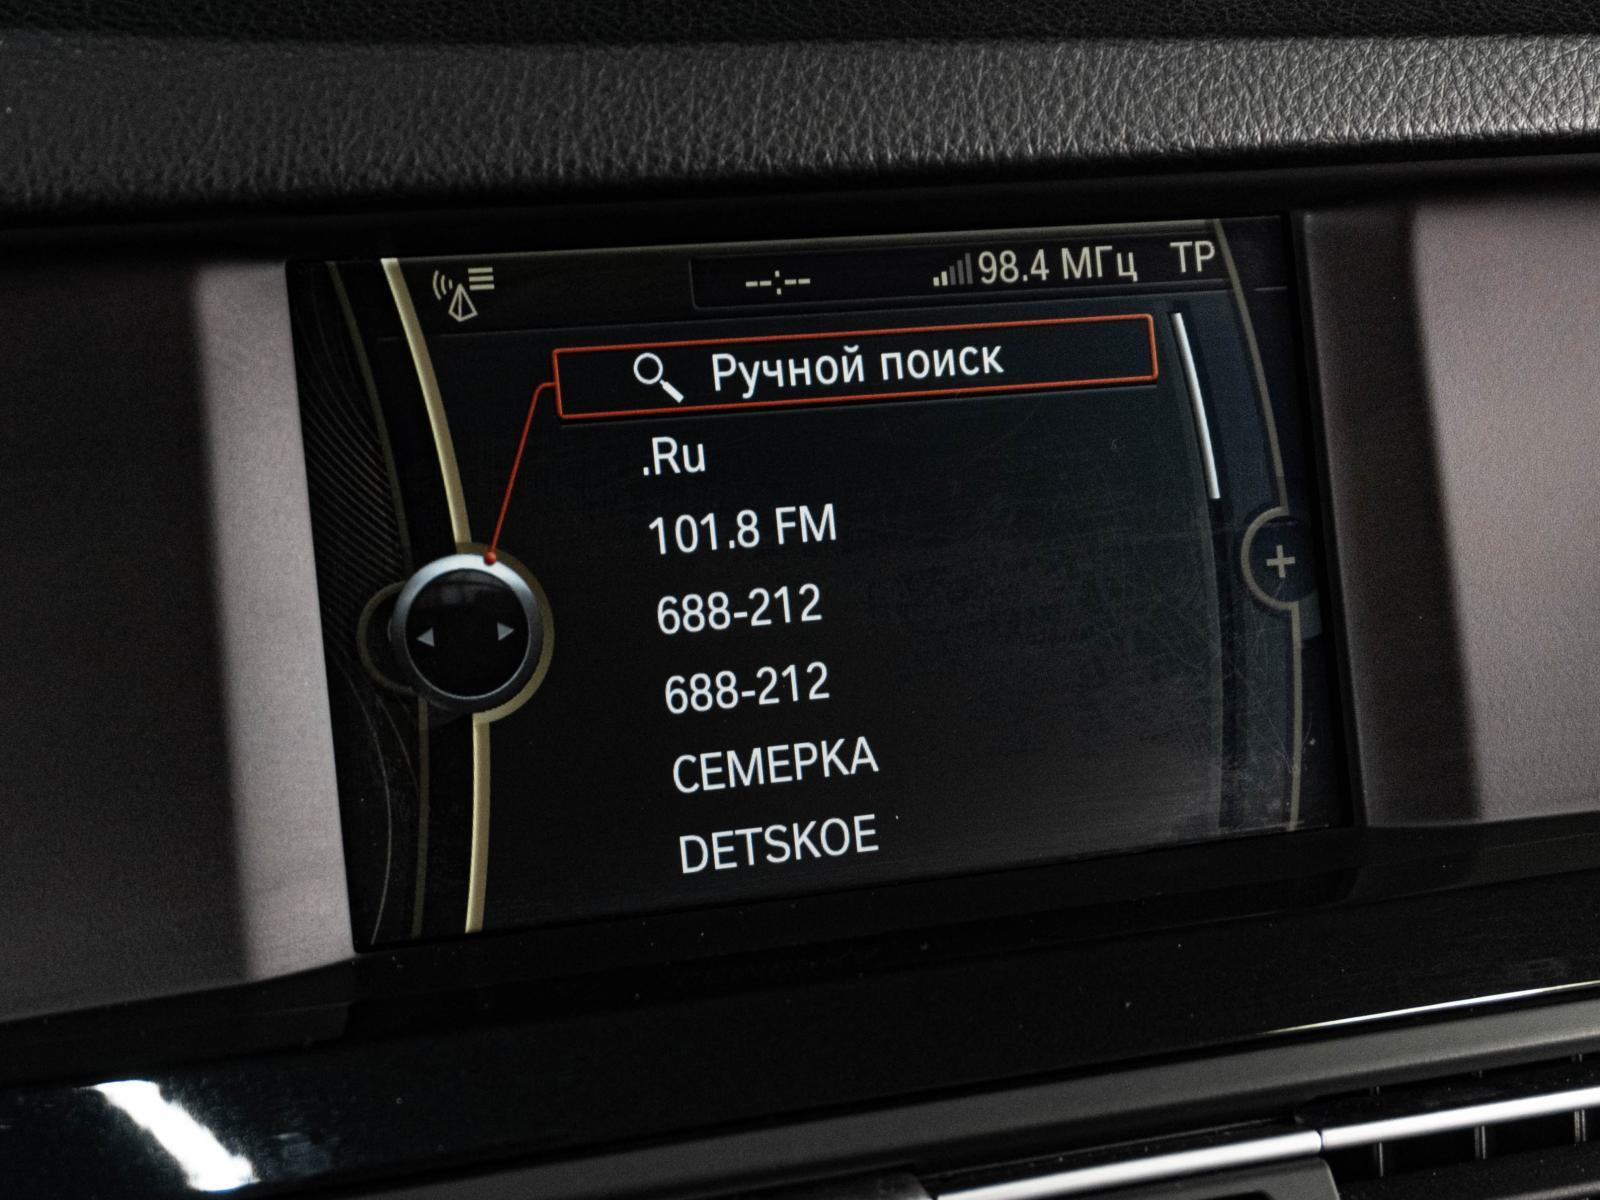 --:-- 98.4 МГц TP
Ручной поиск
.Ru
101.8 FM
688-212
688-212
СЕМЕРКА
DETSKOE
+